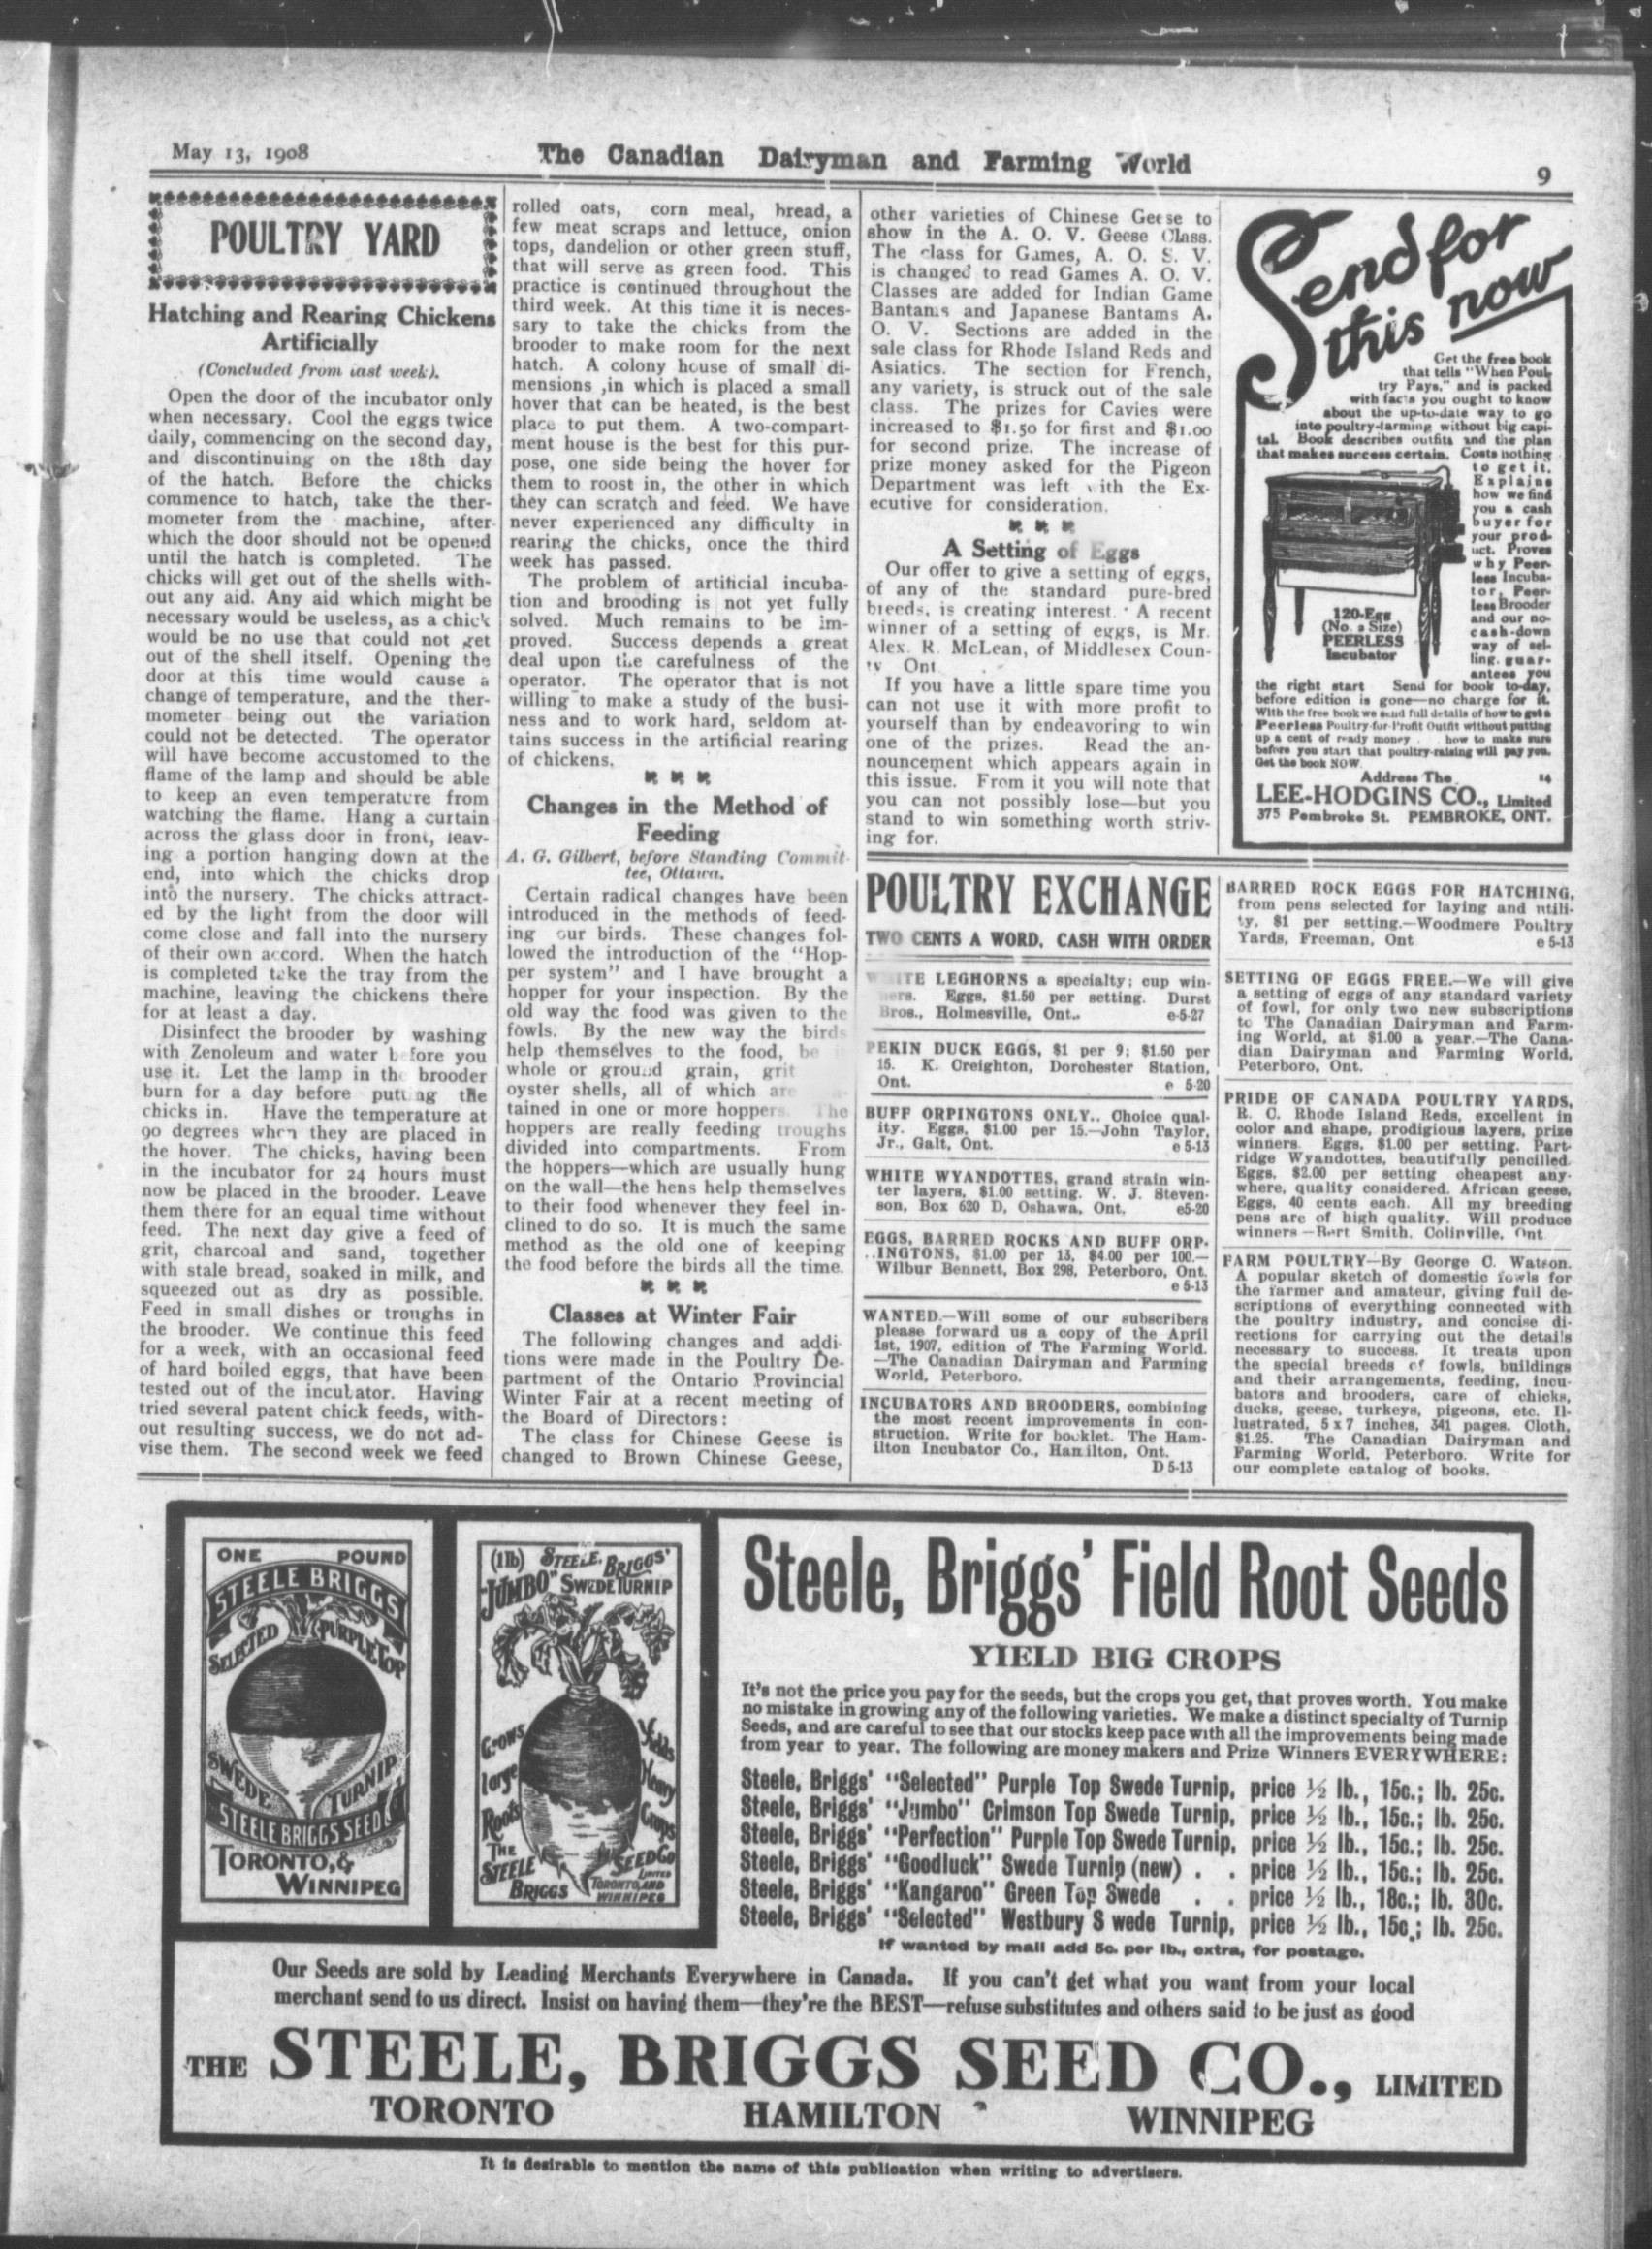 May 13, 1908
The Canadian Dairyman and Farming World
9
POULTRY YARD
Hatching and Rearing Chickens
Artificially
(Concluded from last week).
Open the door of the incubator only
when necessary. Cool the eggs twice
daily, commencing on the second day,
and discontinuing on the 18th day
of the hatch. Before the chicks
commence to hatch, take the ther-
mometer from the machine, after
which the door should not be opened
until the hatch is completed. The
chicks will get out of the shells with-
out any aid. Any aid which might be
necessary would be useless, as a chick
would be no use that could not get
out of the shell itself. Opening the
door at this time would cause a
change of temperature, and the ther-
mometer being out the variation
could not be detected. The operator
will have become accustomed to the
flame of the lamp and should be able
to keep an even temperature from
watching the flame. Hang a curtain
across the glass door in front, leav-
ing a portion hanging down at the
end, into which the chicks drop
into the nursery. The chicks attract-
ed by the light from the door will
come close and fall into the nursery
of their own accord. When the hatch
is completed take the tray from the
machine, leaving the chickens there
for at least a day.
Disinfect the brooder by washing
with Zenoleum and water before you
use it. Let the lamp in the brooder
burn for a day before putting the
chicks in. Have the temperature at
90 degrees when they are placed in
the hover. The chicks, having been
in the incubator for 24 hours must
now be placed in the brooder. Leave
them there for an equal time without
feed. The next day give a feed of
grit, charcoal and sand, together
with stale bread, soaked in milk, and
squeezed out as dry as possible.
Feed in small dishes or troughs in
the brooder. We continue this feed
for a week, with an occasional feed
of hard boiled eggs, that have been
tested out of the incubator. Having
tried several patent chick feeds, with-
out resulting success, we do not ad-
vise them. The second week we feed
rolled oats, corn meal, bread, a
few meat scraps and lettuce, onion
tops, dandelion or other green stuff,
that will serve as green food. This
practice is continued throughout the
third week. At this time it is neces-
sary to take the chicks from the
brooder to make room for the next
hatch. A colony house of small di-
mensions ,in which is placed a small
hover that can be heated, is the best
place to put them. A two-compart-
ment house is the best for this pur-
pose, one side being the hover for
them to roost in, the other in which
they can scratch and feed. We have
never experienced any difficulty in
rearing the chicks, once the third
week has passed.
The problem of artificial incuba-
tion and brooding is not yet fully
solved. Much remains to be im-
proved. Success depends a great
deal upon the carefulness of the
operator. The operator that is not
willing to make a study of the busi-
ness and to work hard, seldom at-
tains success in the artificial rearing
of chickens.
Changes in the Method of
Feeding
A. G. Gilbert, before Standing Commit-
tee, Ottawa.
Certain radical changes have been
introduced in the methods of feed-
ing our birds. These changes fol-
lowed the introduction of the "Hop-
per system" and I have brought a
hopper for your inspection. By the
old way the food was given to the
fowls. By the new way the birds
help themselves to the food, be it
whole or ground grain, grit
oyster shells, all of which are
tained in one or more hoppers. The
hoppers are really feeding troughs
divided into compartments. From
the hoppers—which are usually hung
on the wall—the hens help themselves
to their food whenever they feel in-
clined to do so. It is much the same
method as the old one of keeping
the food before the birds all the time.
Classes at Winter Fair
The following changes and addi-
tions were made in the Poultry De-
partment of the Ontario Provincial
Winter Fair at a recent meeting of
the Board of Directors:
The class for Chinese Geese is
changed to Brown Chinese Geese,
other varieties of Chinese Geese to
show in the A. O. V. Geese Class.
The class for Games, A. O. S. V.
is changed to read Games A. O. V.
Classes are added for Indian Game
Bantams and Japanese Bantams A.
O. V. Sections are added in the
sale class for Rhode Island Reds and
Asiatics. The section for French,
any variety, is struck out of the sale
class. The prizes for Cavies were
increased to $1.50 for first and $1.00
for second prize. The increase of
prize money asked for the Pigeon
Department was left with the Ex-
ecutive for consideration.
A Setting of Eggs
Our offer to give a setting of eggs,
of any of the standard pure-bred
breeds, is creating interest. A recent
winner of a setting of eggs, is Mr.
Alex. R. McLean, of Middlesex Coun-
ty Ont.
If you have a little spare time you
can not use it with more profit to
yourself than by endeavoring to win
one of the prizes. Read the an-
nouncement which appears again in
this issue. From it you will note that
you can not possibly lose—but you
stand to win something worth striv-
ing for.
Send for
this now
Get the free book
that tells "When Poul-
try Pays," and is packed
with facts you ought to know
about the up-to-date way to go
into poultry-farming without big capi-
tal. Book describes outfits and the plan
that makes success certain. Costs nothing
to get it.
Explains
how we find
you a cash
buyer for
your prod-
uct. Proves
why Peer-
less Incuba-
tor, Peer-
less Brooder
and our no-
cash-down
way of sel-
ling, guar-
antees you
120-Egg
(No. 2 Size)
PEERLESS
Incubator
the right start Send for book to-day,
before edition is gone—no charge for it.
With the free book we send full details of how to get a
Peerless Poultry-for-Profit Outfit without putting
up a cent of ready money . . how to make sure
before you start that poultry-raising will pay you.
Get the book NOW.
Address The 14
LEE-HODGINS CO., Limited
375 Pembroke St. PEMBROKE, ONT.
POULTRY EXCHANGE
TWO CENTS A WORD, CASH WITH ORDER
WHITE LEGHORNS a specialty; cup win-
ners. Eggs, $1.50 per setting. Durst
Bros., Holmesville, Ont.. e-5-27
PEKIN DUCK EGGS, $1 per 9; $1.50 per
15. K. Creighton, Dorchester Station,
Ont. e 5-20
BUFF ORPINGTONS ONLY.. Choice qual-
ity. Eggs, $1.00 per 15.—John Taylor,
Jr., Galt, Ont. e 5-13
WHITE WYANDOTTES, grand strain win-
ter layers, $1.00 setting. W. J. Steven-
son, Box 620 D, Oshawa, Ont. e5-20
EGGS, BARRED ROCKS AND BUFF ORP-
..INGTONS, $1.00 per 13, $4.00 per 100.—
Wilbur Bennett, Box 298, Peterboro, Ont.
e 5-13
WANTED.—Will some of our subscribers
please forward us a copy of the April
1st, 1907, edition of The Farming World.
—The Canadian Dairyman and Farming
World, Peterboro.
INCUBATORS AND BROODERS, combining
the most recent improvements in con-
struction. Write for booklet. The Ham-
ilton Incubator Co., Hamilton, Ont.
D 5-13
BARRED ROCK EGGS FOR HATCHING,
from pens selected for laying and utili-
ty, $1 per setting.—Woodmere Poultry
Yards, Freeman, Ont e 5-13
SETTING OF EGGS FREE.—We will give
a setting of eggs of any standard variety
of fowl, for only two new subscriptions
to The Canadian Dairyman and Farm-
ing World, at $1.00 a year.—The Cana-
dian Dairyman and Farming World,
Peterboro, Ont.
PRIDE OF CANADA POULTRY YARDS,
R. C. Rhode Island Reds, excellent in
color and shape, prodigious layers, prize
winners. Eggs, $1.00 per setting. Part-
ridge Wyandottes, beautifully pencilled.
Eggs, $2.00 per setting cheapest any-
where, quality considered. African geese,
Eggs, 40 cents each. All my breeding
pens are of high quality. Will produce
winners—Bert Smith, Colinville, Ont
FARM POULTRY—By George C. Watson.
A popular sketch of domestic fowls for
the farmer and amateur, giving full de-
scriptions of everything connected with
the poultry industry, and concise di-
rections for carrying out the details
necessary to success. It treats upon
the special breeds of fowls, buildings
and their arrangements, feeding, incu-
bators and brooders, care of chicks,
ducks, geese, turkeys, pigeons, etc. Il-
lustrated, 5 x 7 inches, 341 pages. Cloth,
$1.25. The Canadian Dairyman and
Farming World, Peterboro. Write for
our complete catalog of books.
ONE POUND
STEELE BRIGGS
SELECTED PURPLE TOP
SWEDE TURNIP
STEELE BRIGGS SEED Co
TORONTO, &
WINNIPEG
(1 lb) STEELE, BRIGGS'
"JUMBO" SWEDE TURNIP
Grows
large
Roots
Yields
Heavy
Crops
THE
STEELE
BRIGGS
SEED Co
LIMITED
TORONTO, AND
WINNIPEG
Steele, Briggs' Field Root Seeds
YIELD BIG CROPS
It's not the price you pay for the seeds, but the crops you get, that proves worth. You make
no mistake in growing any of the following varieties. We make a distinct specialty of Turnip
Seeds, and are careful to see that our stocks keep pace with all the improvements being made
from year to year. The following are money makers and Prize Winners EVERYWHERE:
Steele, Briggs' "Selected" Purple Top Swede Turnip, price ½ lb., 15c.; lb. 25c.
Steele, Briggs' "Jumbo" Crimson Top Swede Turnip, price ½ lb., 15c.; lb. 25c.
Steele, Briggs' "Perfection" Purple Top Swede Turnip, price ½ lb., 15c.; lb. 25c.
Steele, Briggs' "Goodluck" Swede Turnip (new) . . price ½ lb., 15c.; lb. 25c.
Steele, Briggs' "Kangaroo" Green Top Swede . . price ½ lb., 18c.; lb. 30c.
Steele, Briggs' "Selected" Westbury S wede Turnip, price ½ lb., 15c.; lb. 25c.
If wanted by mail add 5c. per lb., extra, for postage.
Our Seeds are sold by Leading Merchants Everywhere in Canada. If you can't get what you want from your local
merchant send to us direct. Insist on having them—they're the BEST—refuse substitutes and others said to be just as good
THE STEELE, BRIGGS SEED CO., LIMITED
TORONTO HAMILTON WINNIPEG
It is desirable to mention the name of this publication when writing to advertisers.